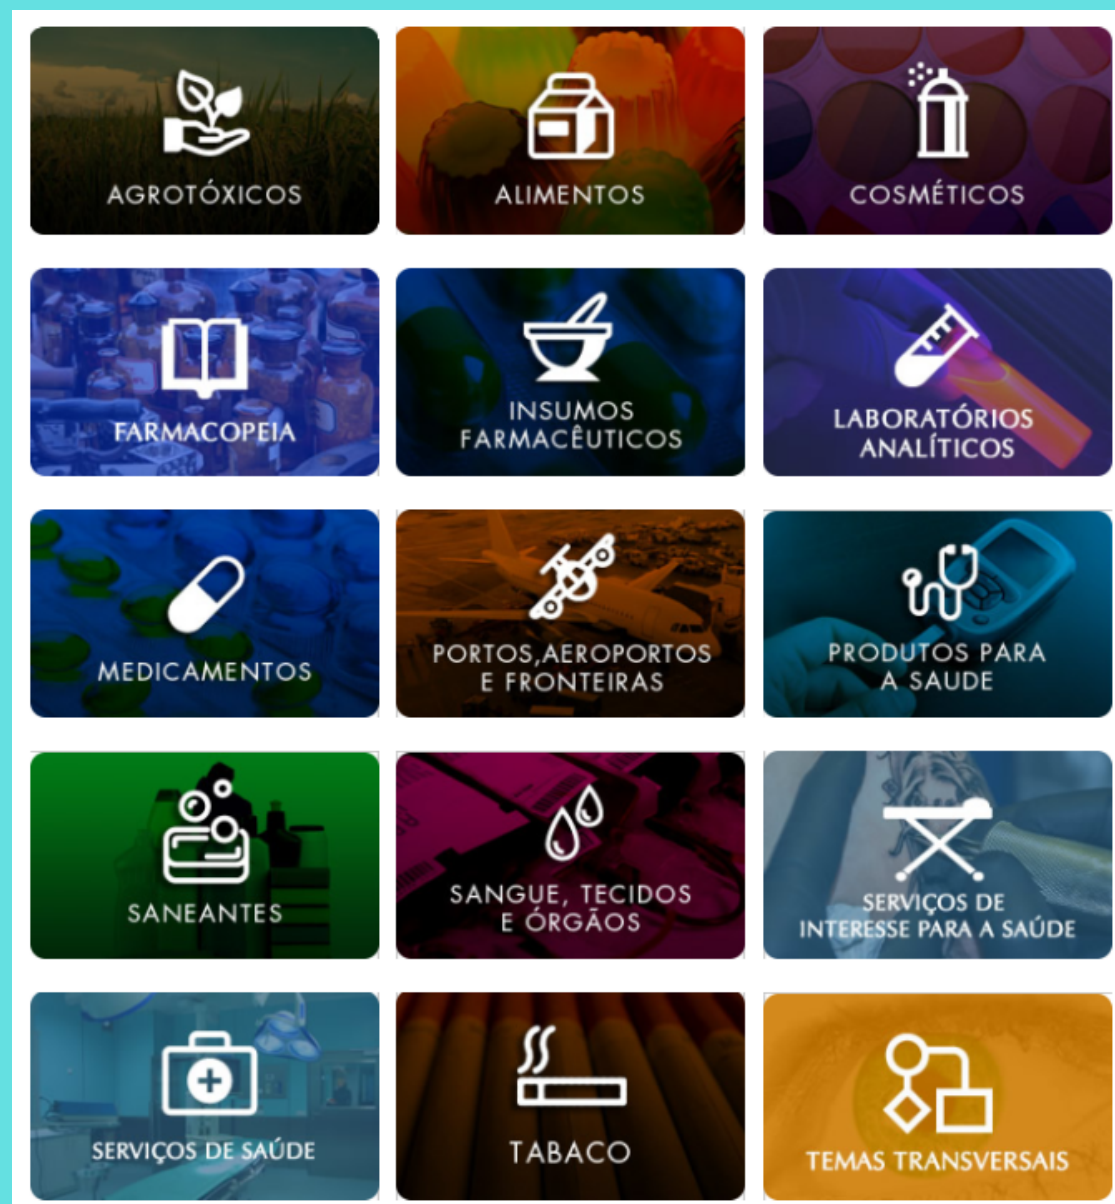 AGROTÓXICOS
ALIMENTOS
COSMÉTICOS
FARMACOPEIA
INSUMOS
FARMACÊUTICOS
LABORATÓRIOS
ANALÍTICOS
MEDICAMENTOS
PORTOS,AEROPORTOS
E FRONTEIRAS
PRODUTOS PARA
A SAUDE
SANEANTES
SANGUE, TECIDOS
E ÓRGÃOS
SERVIÇOS DE
INTERESSE PARA A SAÚDE
SERVIÇOS DE SAÚDE
TABACO
TEMAS TRANSVERSAIS